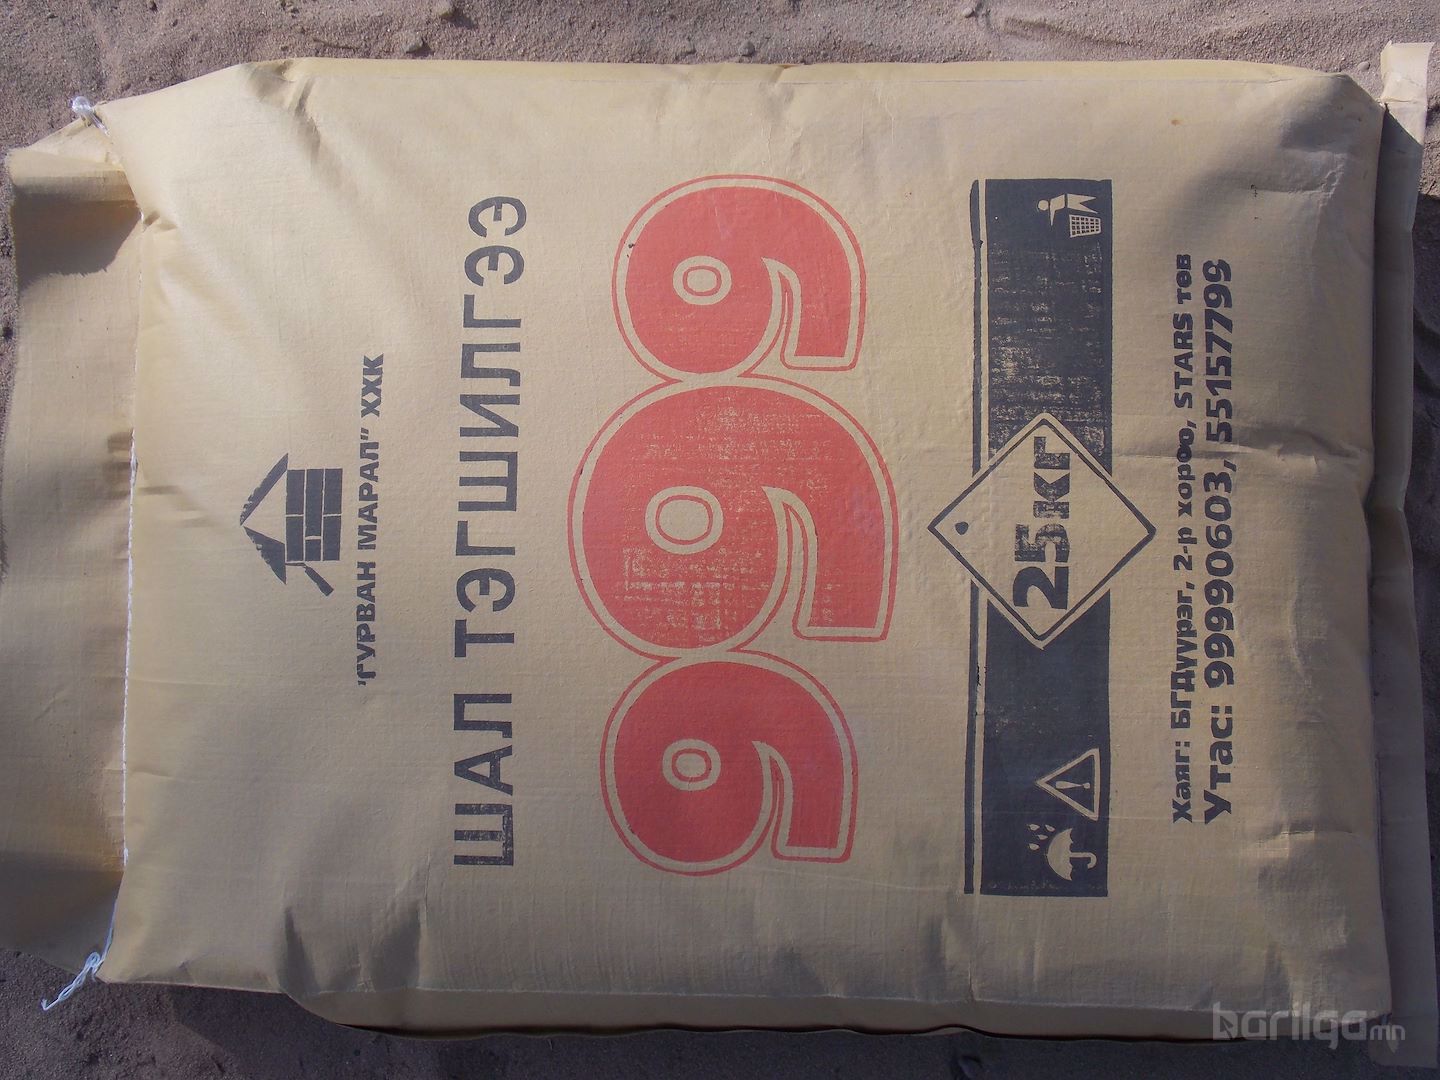 "ГУРВАН МАРАЛ" ХХК
ШАЛ ТЭГШИЛГЭЭ
999
25кг
Хаяг: БГДүүрэг, 2-р хороо, STARS төв
Утас: 99990603, 55157799
barilga.mn